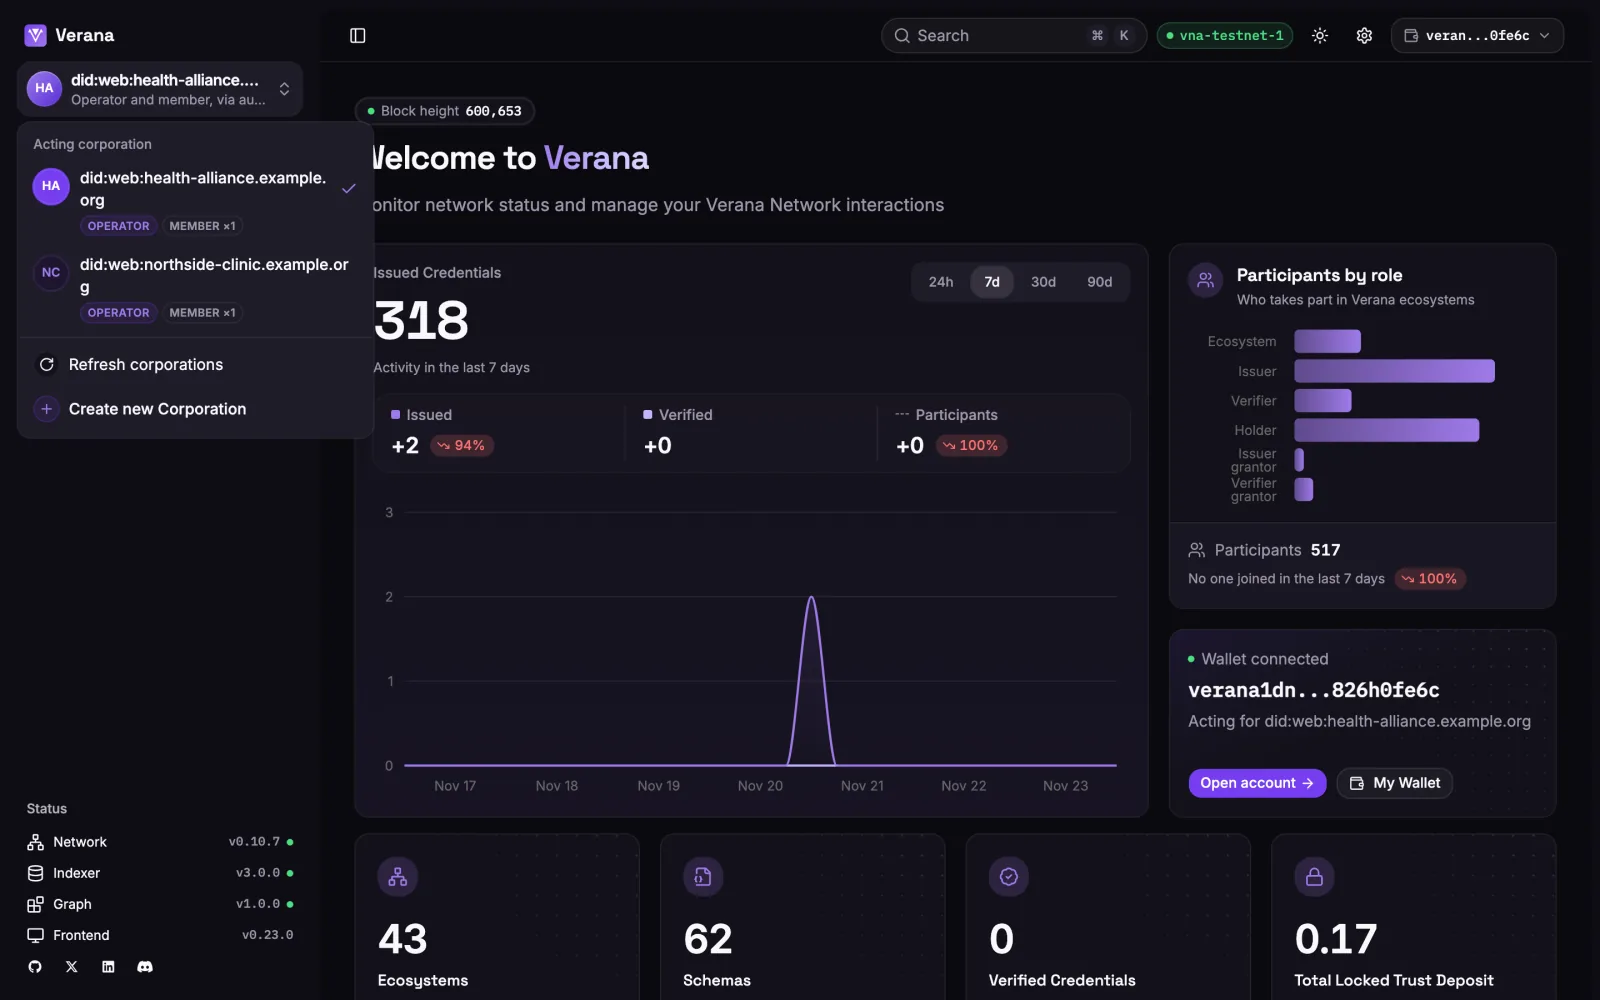 Verana
HA
did:web:health-alliance....
Operator and member, via au...
Search
⌘ K
vna-testnet-1
veran...0fe6c
Acting corporation
HA
did:web:health-alliance.example.
org
OPERATOR
MEMBER ×1
NC
did:web:northside-clinic.example.or
g
OPERATOR
MEMBER ×1
Refresh corporations
Create new Corporation
Block height 600,653
Welcome to Verana
onitor network status and manage your Verana Network interactions
Issued Credentials
318
Activity in the last 7 days
24h
7d
30d
90d
Issued
+2
94%
Verified
+0
Participants
+0
100%
3
2
1
0
Nov 17
Nov 18
Nov 19
Nov 20
Nov 21
Nov 22
Nov 23
Participants by role
Who takes part in Verana ecosystems
Ecosystem
Issuer
Verifier
Holder
Issuer
grantor
Verifier
grantor
Participants 517
No one joined in the last 7 days
100%
Wallet connected
verana1dn...826h0fe6c
Acting for did:web:health-alliance.example.org
Open account →
My Wallet
Status
Network
v0.10.7
Indexer
v3.0.0
Graph
v1.0.0
Frontend
v0.23.0
43
Ecosystems
62
Schemas
0
Verified Credentials
0.17
Total Locked Trust Deposit